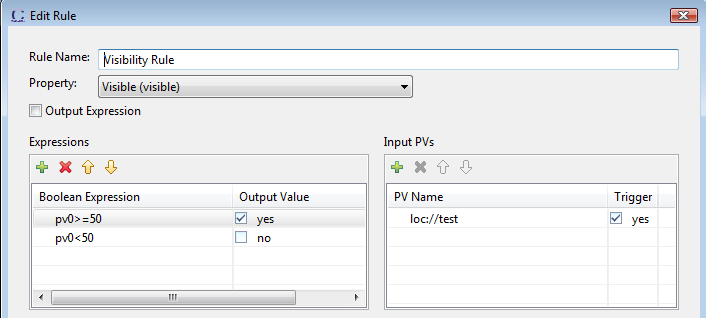 Edit Rule
Rule Name: Visibility Rule
Property: Visible (visible)
Output Expression
Expressions
Boolean Expression Output Value
pv0>=50 yes
pv0<50 no
Input PVs
PV Name Trigger
loc://test yes